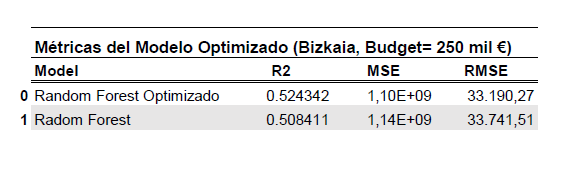 Métricas del Modelo Optimizado (Bizkaia, Budget= 250 mil €)
Model R2 MSE RMSE
0 Random Forest Optimizado 0.524342 1,10E+09 33.190,27
1 Radom Forest 0.508411 1,14E+09 33.741,51